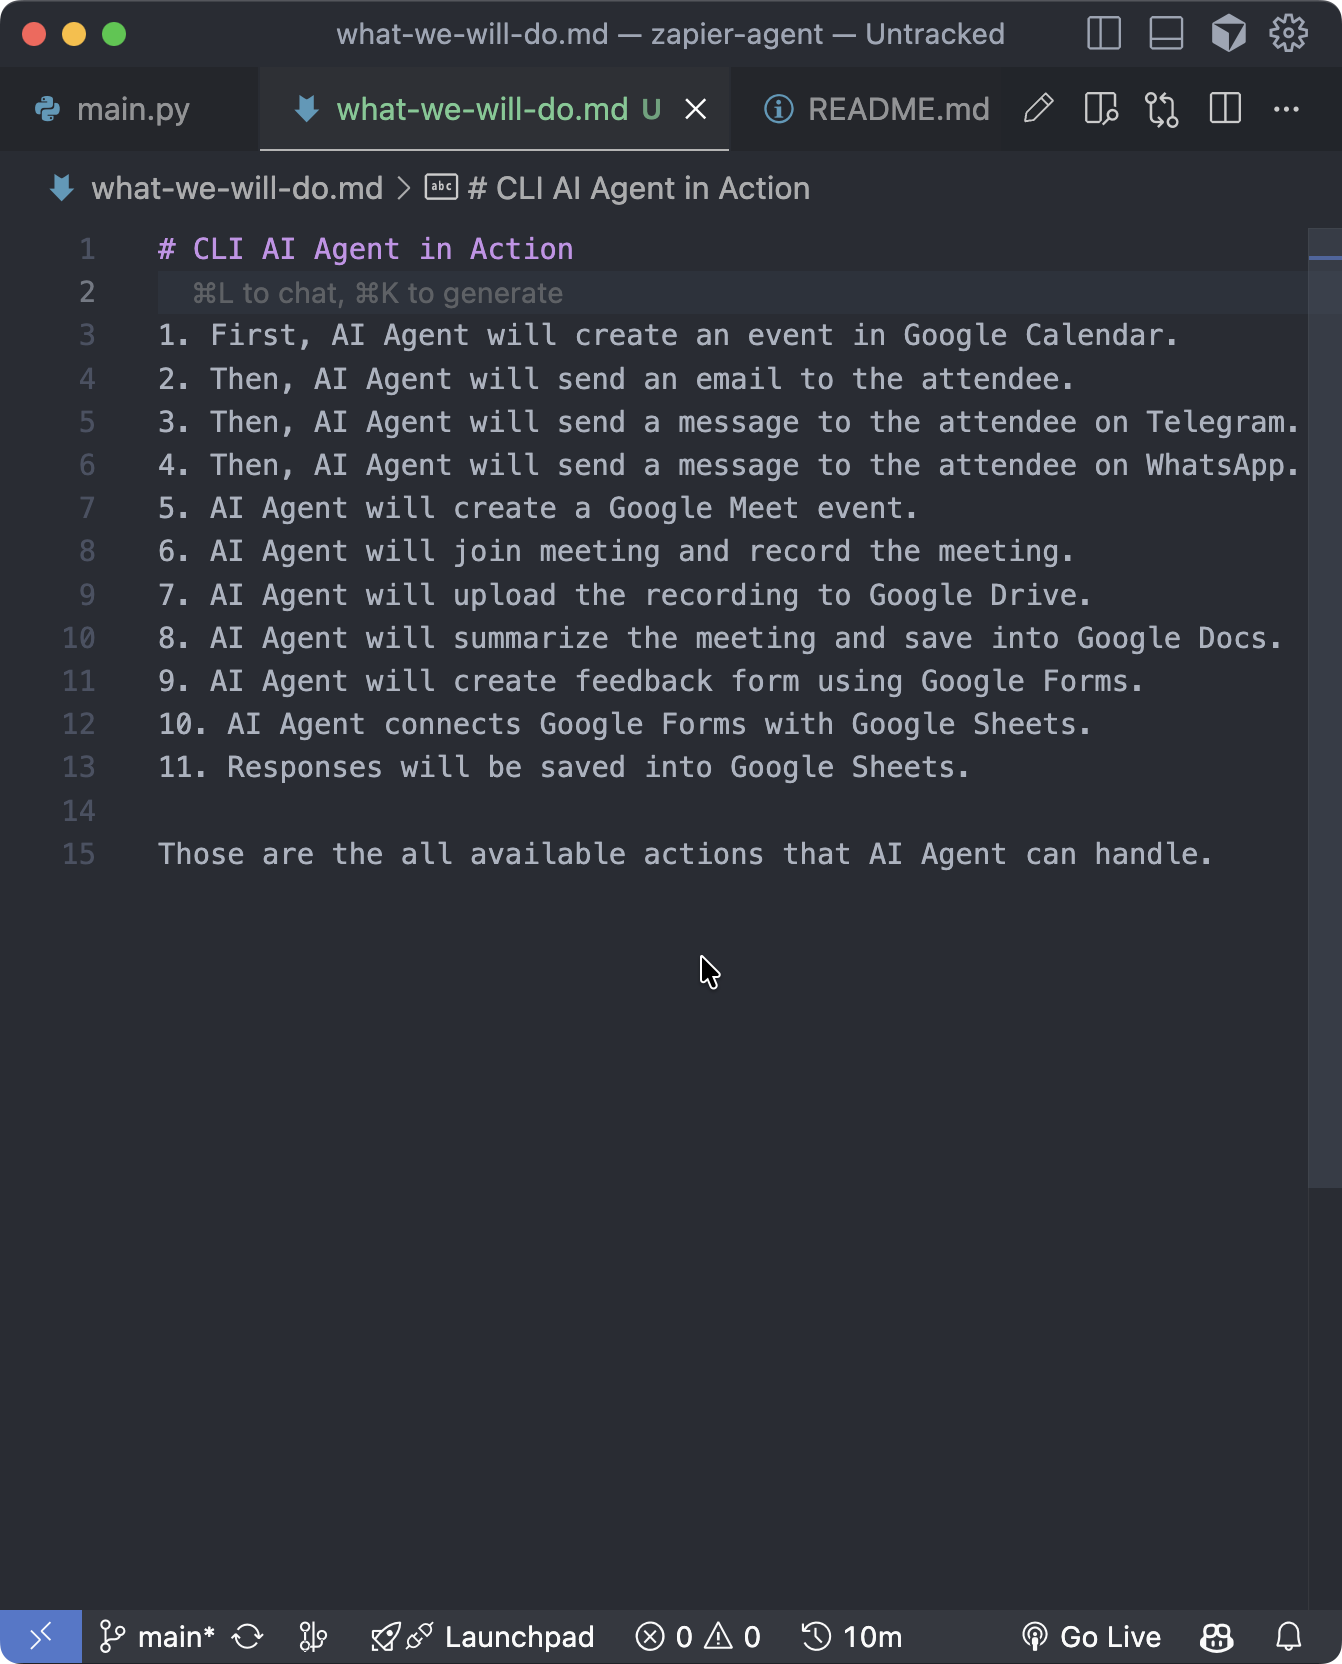 what-we-will-do.md — zapier-agent — Untracked
main.py
what-we-will-do.md U
README.md
what-we-will-do.md > abc # CLI AI Agent in Action
1 # CLI AI Agent in Action
2 ⌘L to chat, ⌘K to generate
3 1. First, AI Agent will create an event in Google Calendar.
4 2. Then, AI Agent will send an email to the attendee.
5 3. Then, AI Agent will send a message to the attendee on Telegram.
6 4. Then, AI Agent will send a message to the attendee on WhatsApp.
7 5. AI Agent will create a Google Meet event.
8 6. AI Agent will join meeting and record the meeting.
9 7. AI Agent will upload the recording to Google Drive.
10 8. AI Agent will summarize the meeting and save into Google Docs.
11 9. AI Agent will create feedback form using Google Forms.
12 10. AI Agent connects Google Forms with Google Sheets.
13 11. Responses will be saved into Google Sheets.
14
15 Those are the all available actions that AI Agent can handle.
main* Launchpad 0 0 10m Go Live